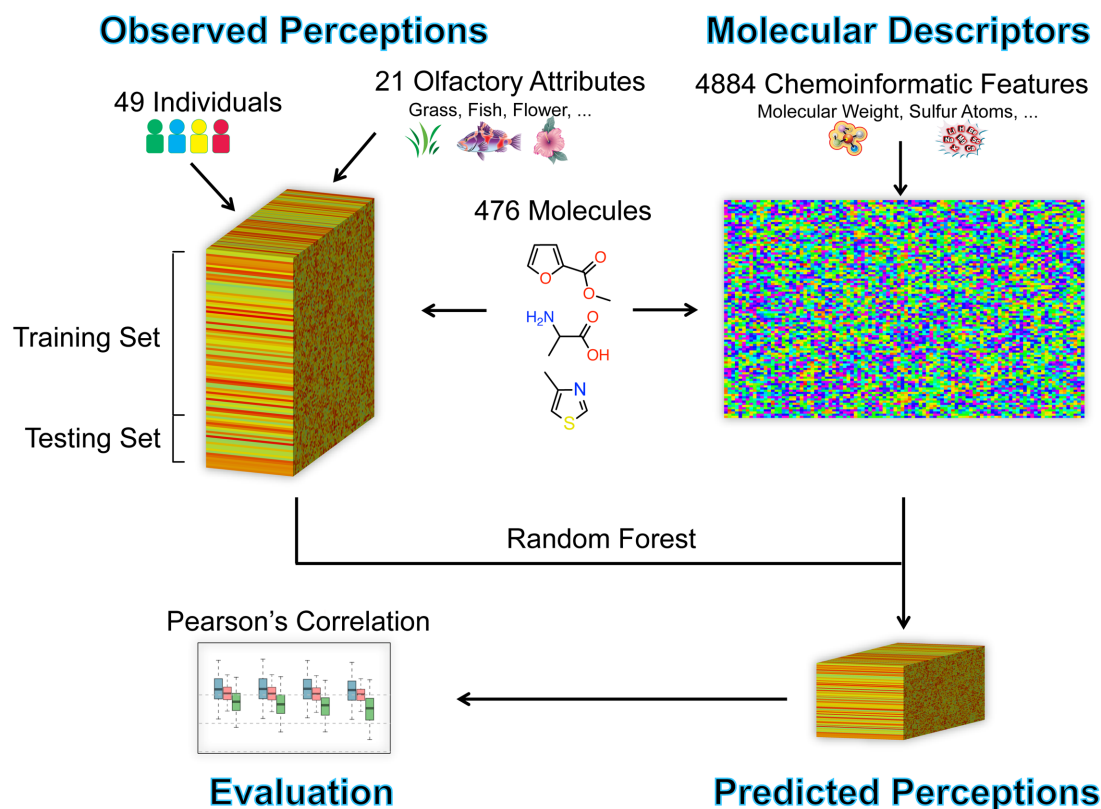 Observed Perceptions
Molecular Descriptors
49 Individuals
21 Olfactory Attributes
Grass, Fish, Flower, ...
4884 Chemoinformatic Features
Molecular Weight, Sulfur Atoms, ...
476 Molecules
O
O
O
H₂N
O
OH
N
S
Training Set
Testing Set
Random Forest
Pearson’s Correlation
Evaluation
Predicted Perceptions